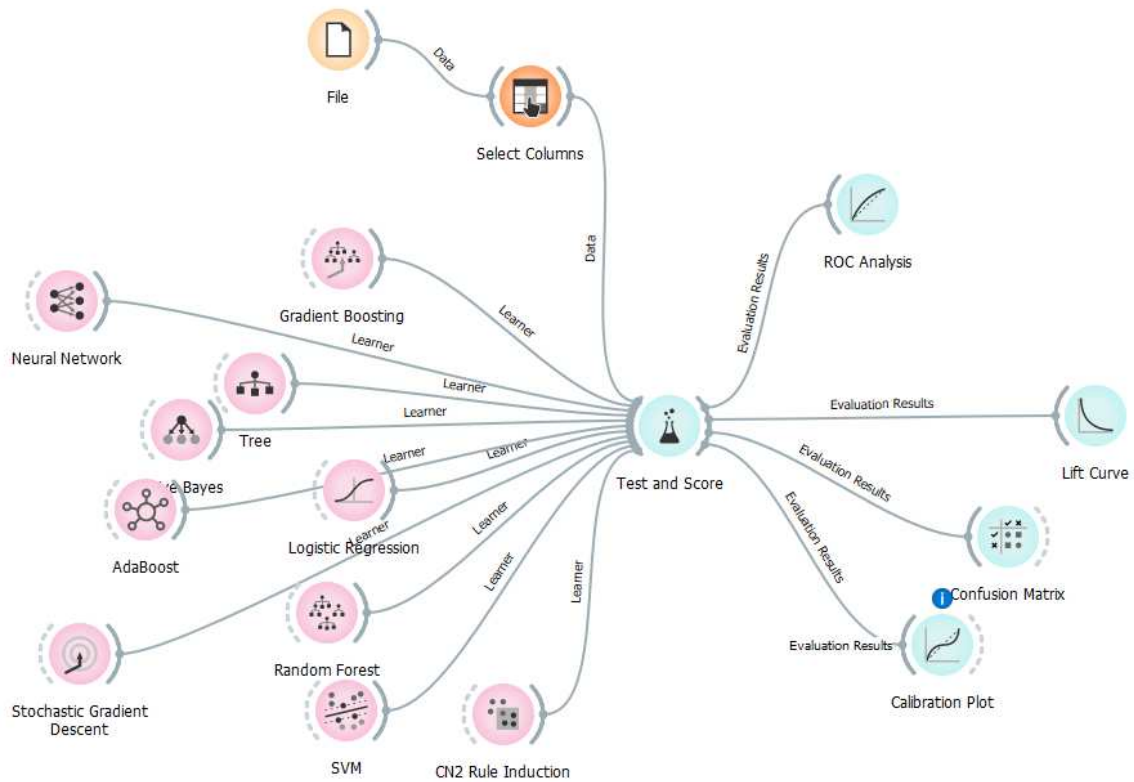 File
Data
Select Columns
Data
ROC Analysis
Evaluation Results
Gradient Boosting
Learner
Neural Network
Learner
Tree
Learner
Bayes
Learner
AdaBoost
Learner
Logistic Regression
Learner
Test and Score
Evaluation Results
Lift Curve
Evaluation Results
Confusion Matrix
Evaluation Results
Evaluation Results
i
Calibration Plot
Stochastic Gradient
Descent
Learner
Random Forest
Learner
SVM
Learner
CN2 Rule Induction
Learner